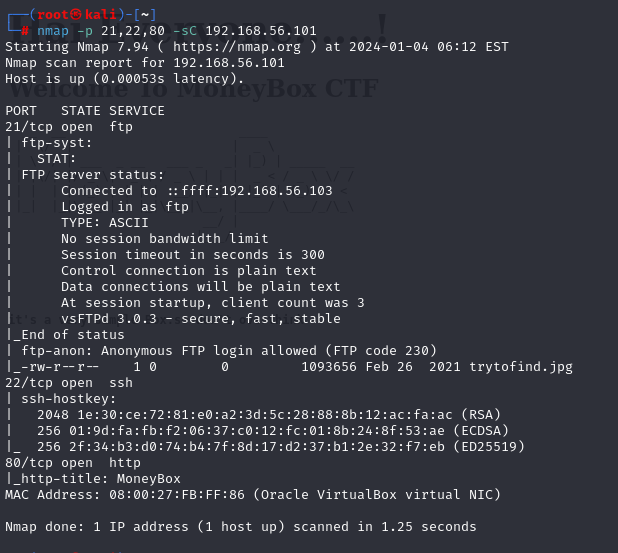 ┌──(root㉿kali)-[~]
└─# nmap -p 21,22,80 -sC 192.168.56.101
Starting Nmap 7.94 ( https://nmap.org ) at 2024-01-04 06:12 EST
Nmap scan report for 192.168.56.101
Host is up (0.00053s latency).
Welcome To MoneyBox CTF
PORT   STATE SERVICE
21/tcp open  ftp
| ftp-syst:
|   STAT:
| FTP server status:
|      Connected to ::ffff:192.168.56.103
|      Logged in as ftp
|      TYPE: ASCII
|      No session bandwidth limit
|      Session timeout in seconds is 300
|      Control connection is plain text
|      Data connections will be plain text
|      At session startup, client count was 3
|      vsFTPd 3.0.3 - secure, fast, stable
|_End of status
| ftp-anon: Anonymous FTP login allowed (FTP code 230)
|_-rw-r--r--    1 0        0         1093656 Feb 26  2021 trytofind.jpg
22/tcp open  ssh
| ssh-hostkey:
|   2048 1e:30:ce:72:81:e0:a2:3d:5c:28:88:8b:12:ac:fa:ac (RSA)
|   256 01:9d:fa:fb:f2:06:37:c0:12:fc:01:8b:24:8f:53:ae (ECDSA)
|_  256 2f:34:b3:d0:74:b4:7f:8d:17:d2:37:b1:2e:32:f7:eb (ED25519)
80/tcp open  http
|_http-title: MoneyBox
MAC Address: 08:00:27:FB:FF:86 (Oracle VirtualBox virtual NIC)
Nmap done: 1 IP address (1 host up) scanned in 1.25 seconds